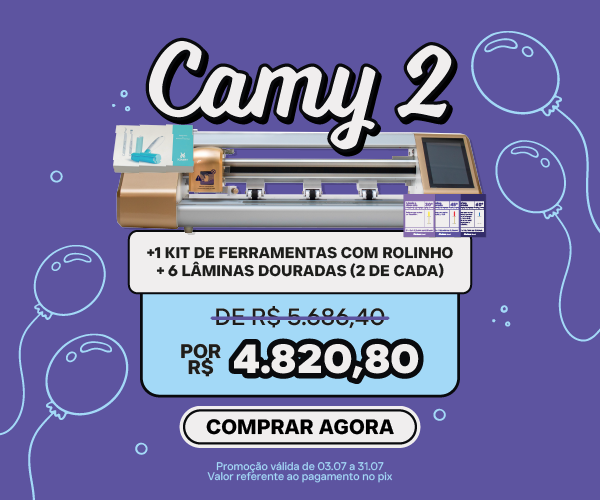 Camy 2
+1 KIT DE FERRAMENTAS COM ROLINHO
+ 6 LÂMINAS DOURADAS (2 DE CADA)
DE R$ 5.686,40
POR
R$ 4.820,80
COMPRAR AGORA
Promoção válida de 03.07 a 31.07
Valor referente ao pagamento no pix